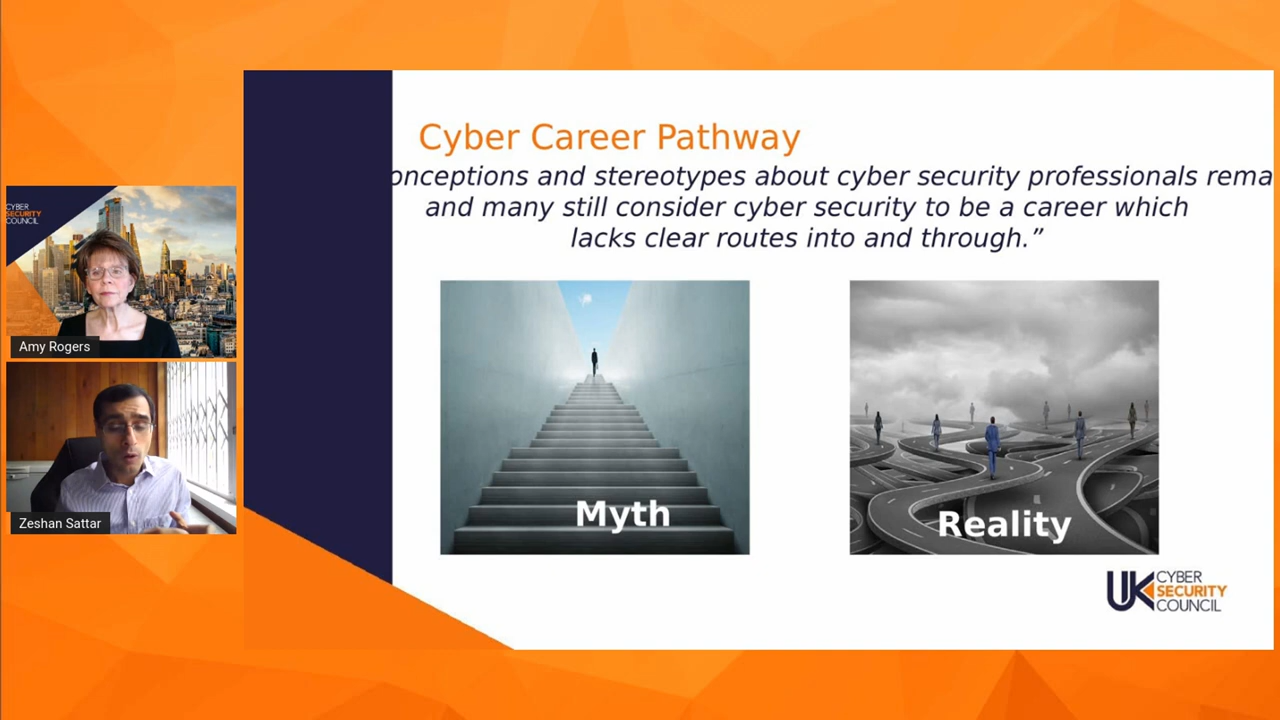 Cyber Career Pathway
onceptions and stereotypes about cyber security professionals rema
and many still consider cyber security to be a career which
lacks clear routes into and through.”
CYBER
SECURITY
COUNCIL
Amy Rogers
Zeshan Sattar
Myth
Reality
UK CYBER
SECURITY
COUNCIL